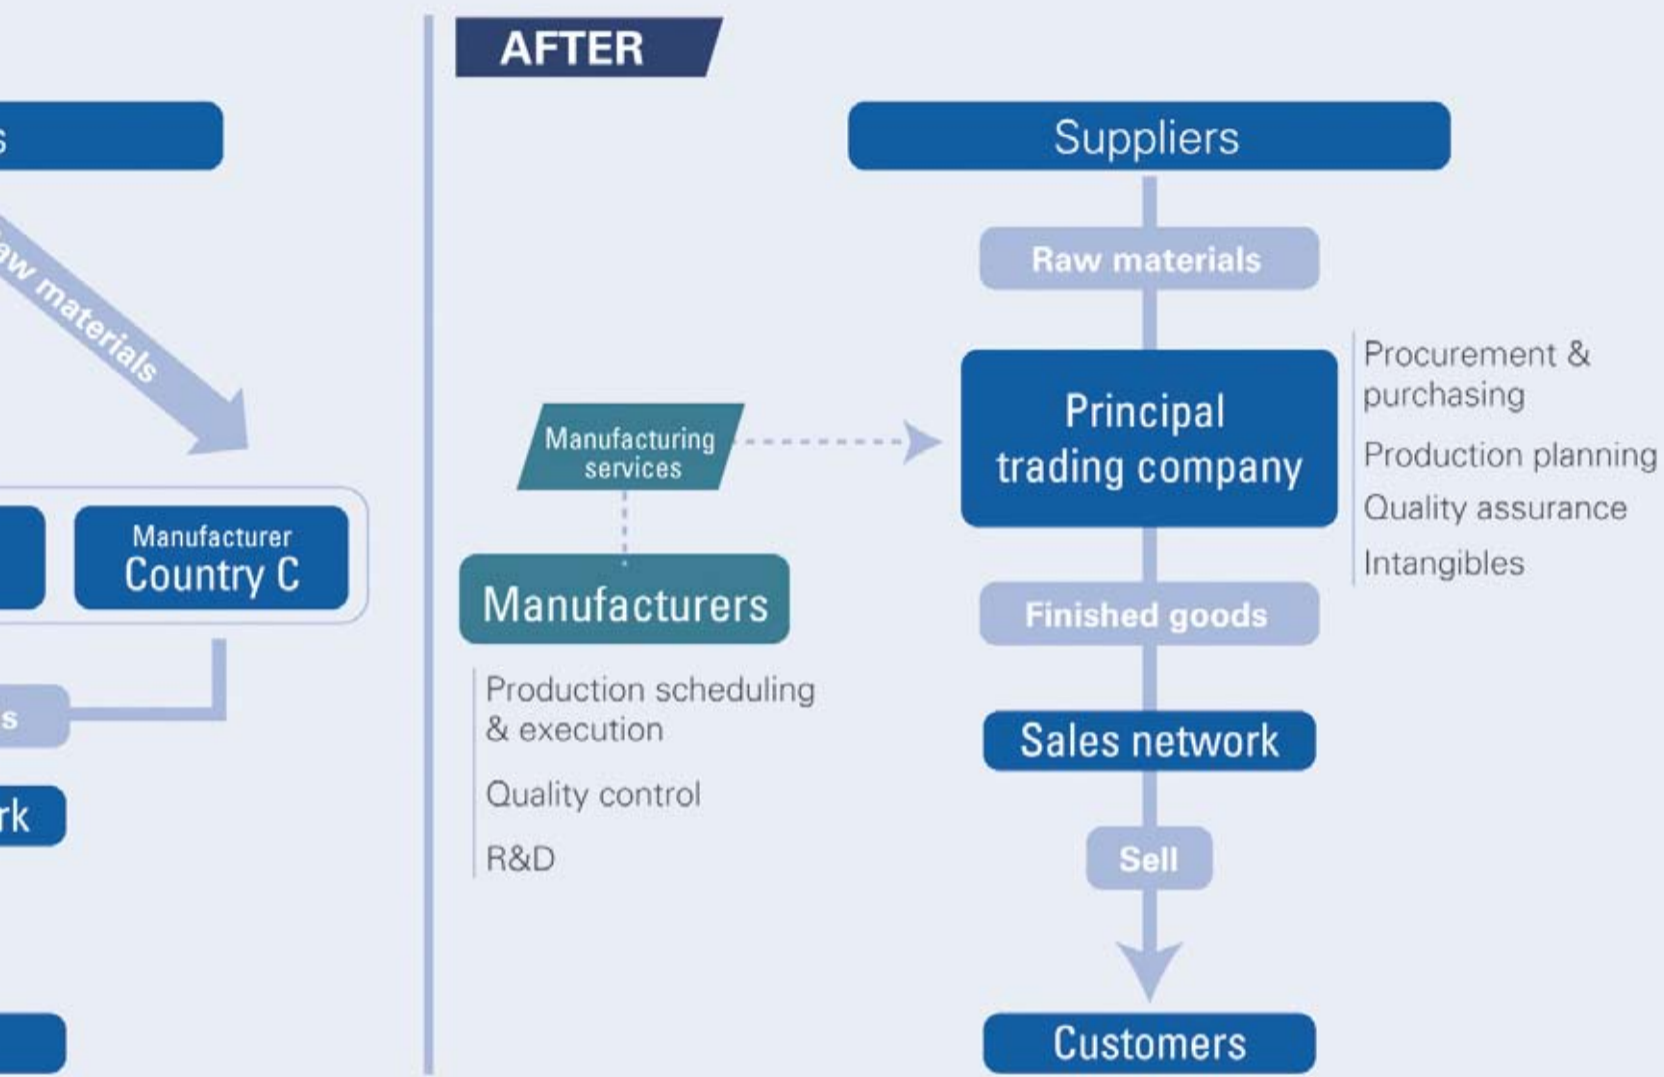 s
aw materials
Manufacturer
Country C
s
rk
AFTER
Suppliers
Raw materials
Principal
trading company
Procurement &
purchasing
Production planning
Quality assurance
Intangibles
Manufacturing
services
Manufacturers
Production scheduling
& execution
Quality control
R&D
Finished goods
Sales network
Sell
Customers